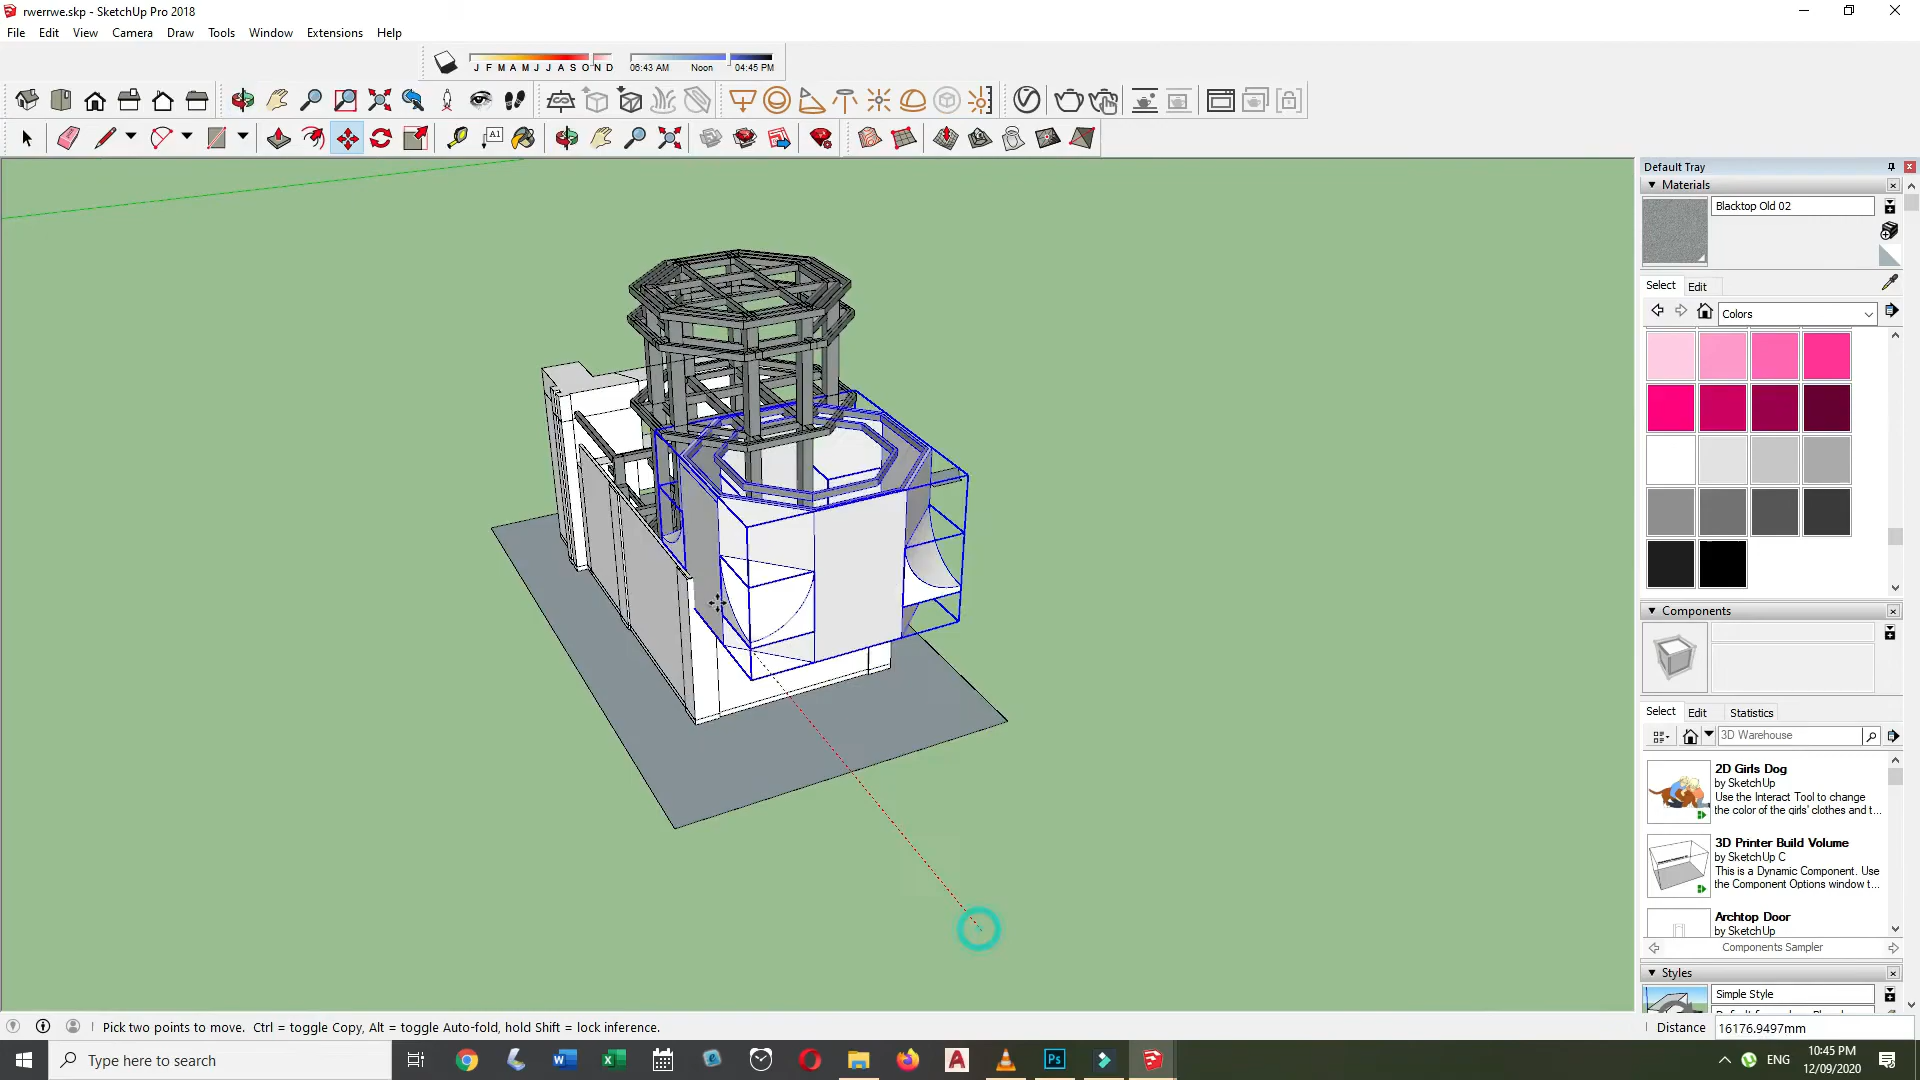 rwerrwe.skp - SketchUp Pro 2018
File Edit View Camera Draw Tools Window Extensions Help
J F M A M J J A S O N D
06:43 AM Noon 04:45 PM
A1
Default Tray
Materials
Blacktop Old 02
Select Edit
Colors
Components
Select Edit Statistics
3D Warehouse
2D Girls Dog
by SketchUp
Use the Interact Tool to change
the color of the girls' clothes and t...
3D Printer Build Volume
by SketchUp C
This is a Dynamic Component. Use
the Component Options window t...
Archtop Door
by SketchUp
Components Sampler
Styles
Simple Style
Pick two points to move. Ctrl = toggle Copy, Alt = toggle Auto-fold, hold Shift = lock inference.
Distance 16176.9497mm
Type here to search
Ps
ENG
10:45 PM
12/09/2020